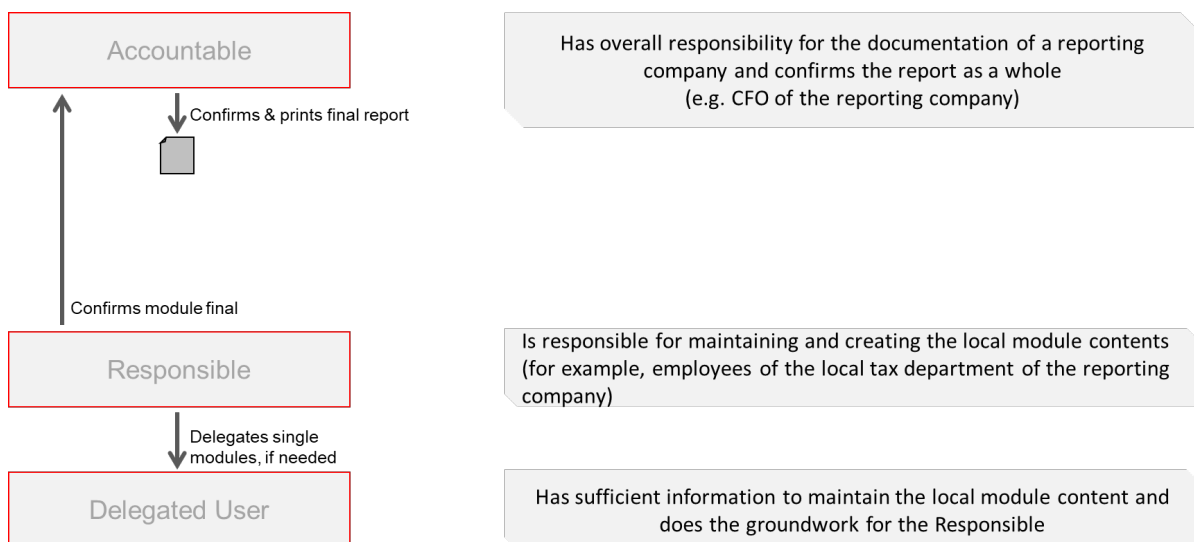 Accountable
Has overall responsibility for the documentation of a reporting
company and confirms the report as a whole
(e.g. CFO of the reporting company)
Confirms & prints final report
Confirms module final
Responsible
Is responsible for maintaining and creating the local module contents
(for example, employees of the local tax department of the reporting
company)
Delegates single
modules, if needed
Delegated User
Has sufficient information to maintain the local module content and
does the groundwork for the Responsible